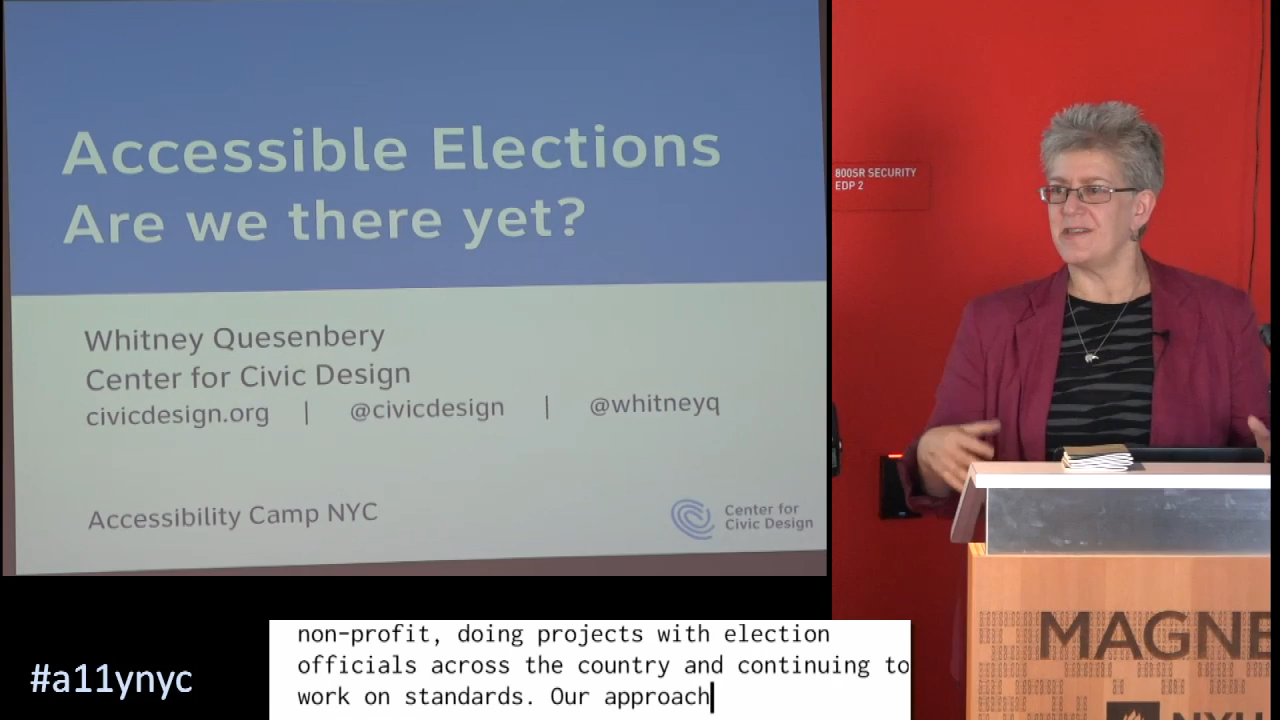 Accessible Elections
Are we there yet?
Whitney Quesenbery
Center for Civic Design
civicdesign.org | @civicdesign | @whitneyq
Accessibility Camp NYC
Center for
Civic Design
800SR SECURITY
EDP 2
#a11ynyc
non-profit, doing projects with election
officials across the country and continuing to
work on standards. Our approach
MAGNE
NYU